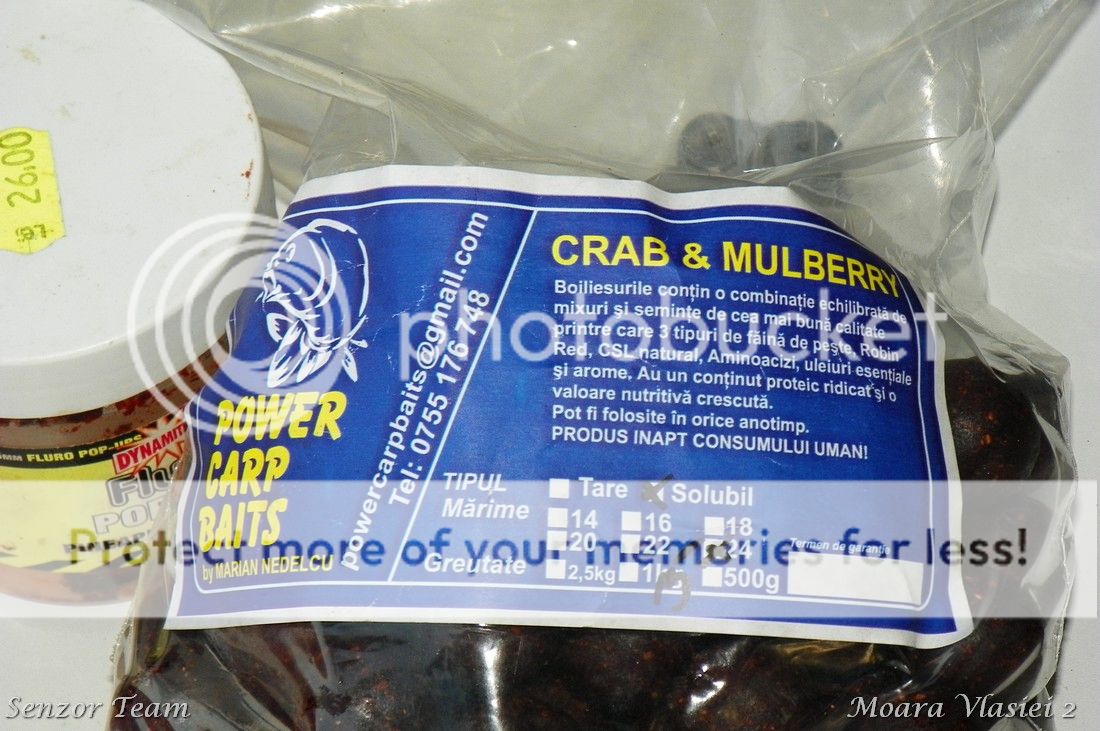 26.00
CRAB & MULBERRY
Boiliesurile conțin o combinație echilibrată de
mixuri și semințe de cea mai bună calitate
printre care 3 tipuri de făină de pește, Robin
Red, CSL natural, Aminoacizi, uleiuri esențiale
și arome. Au un conținut proteic ridicat și o
valoare nutritivă crescută.
Pot fi folosite în orice anotimp.
PRODUS INAPT CONSUMULUI UMAN!
powercarpbaits@gmail.com
Tel: 0755 176 748
POWER
CARP
BAITS
by MARIAN NEDELCU
TIPUL Tare Solubil
Mărime 14 16 18
20 22 24
Greutate 2,5kg 1kg 500g
Termen de garanție
FLURO POP-UPS
DYNAMITE
photobucket
Protect more of your memories for less!
Senzor Team
Moara Vlasiei 2